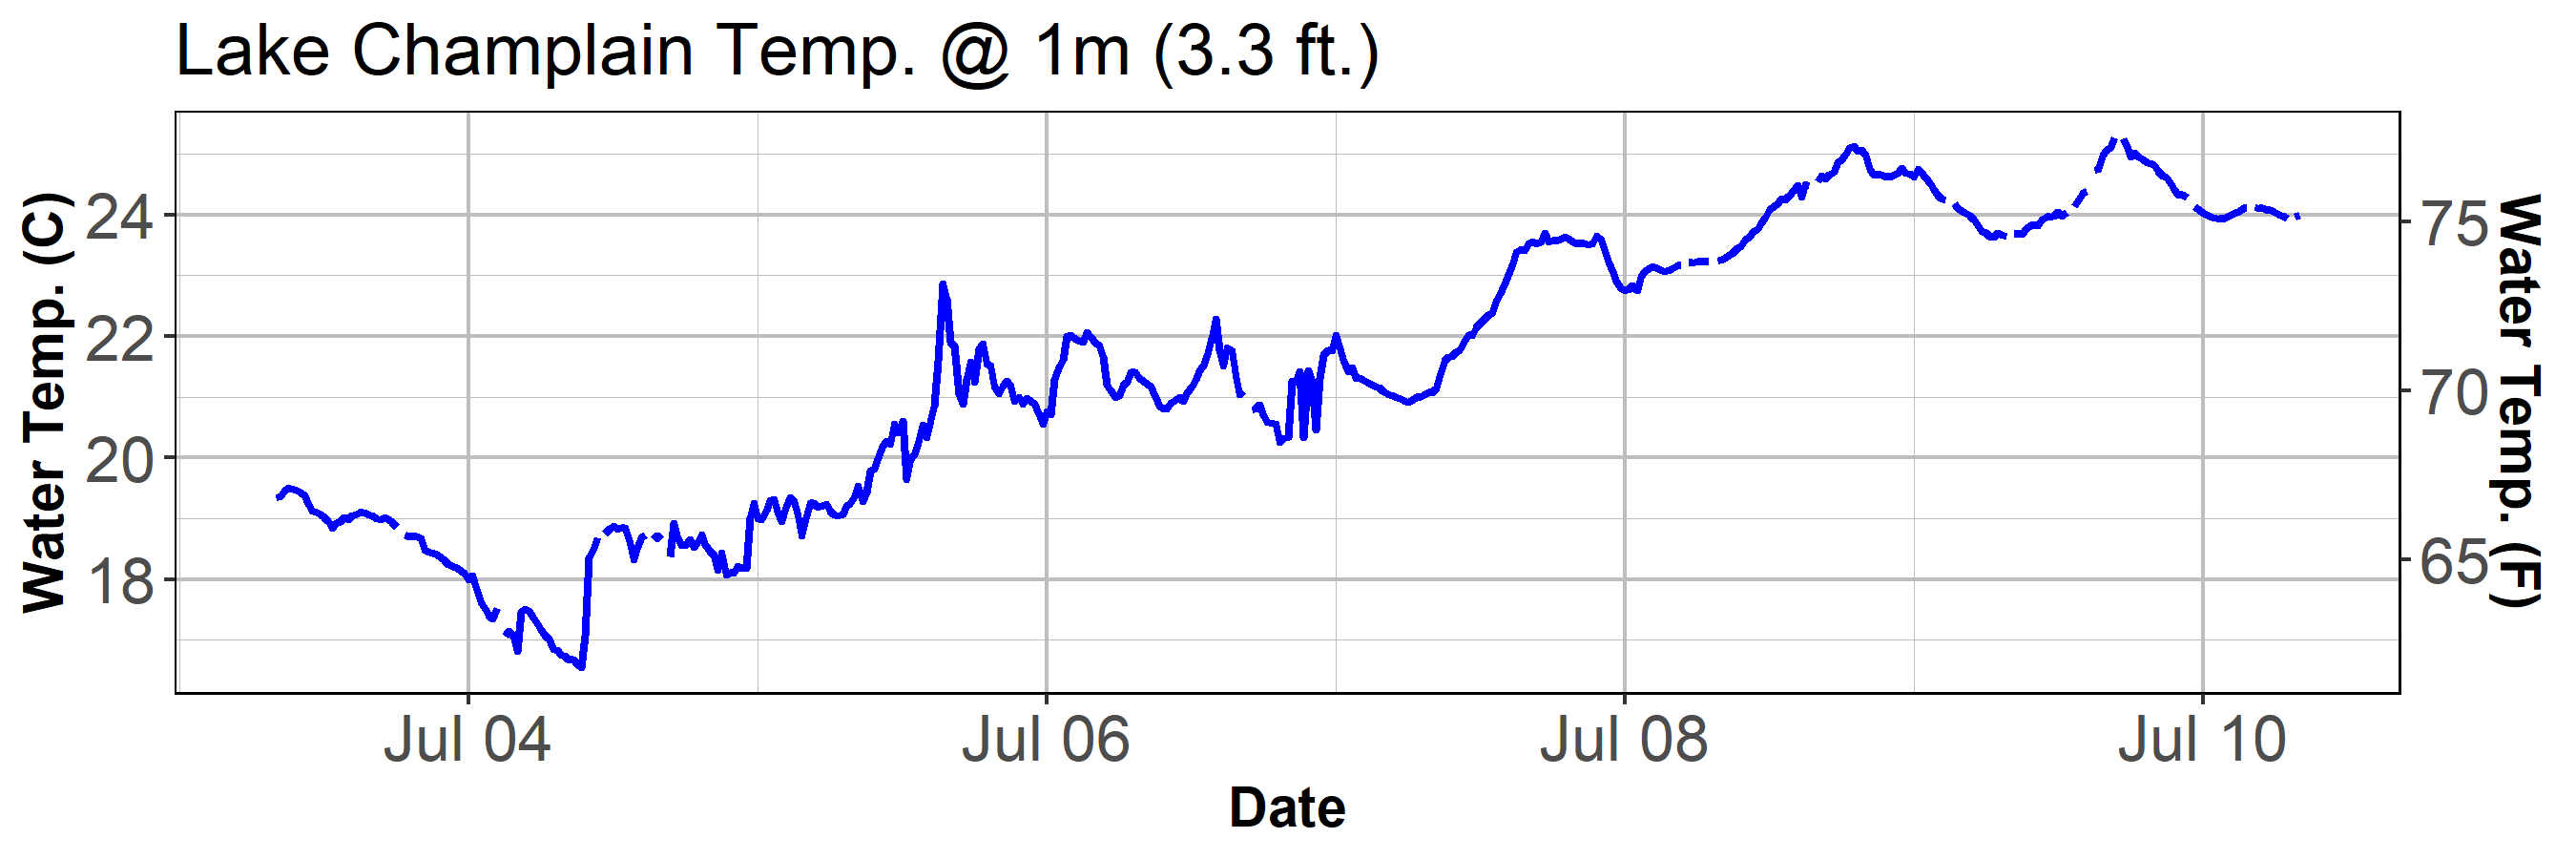 Lake Champlain Temp. @ 1m (3.3 ft.)
Water Temp. (C)
24
22
20
18
75
70
65
Water Temp. (F)
Jul 04 Jul 06 Jul 08 Jul 10
Date